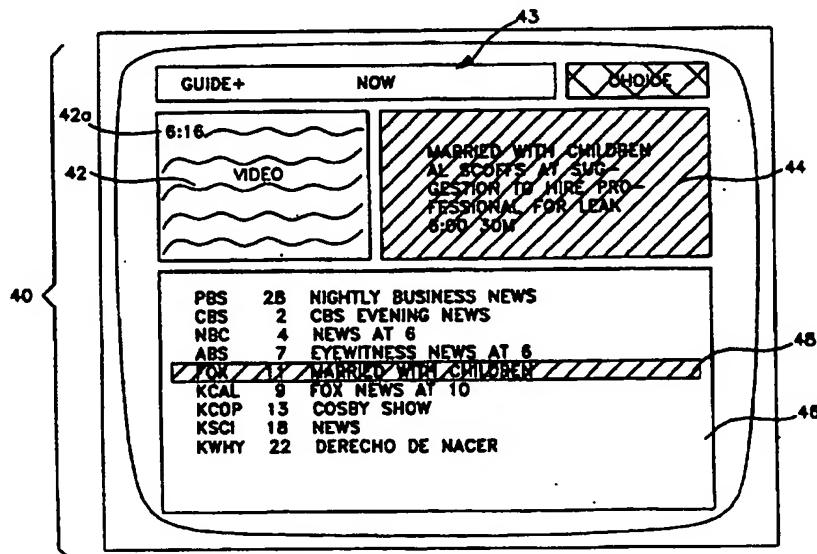 43
GUIDE+ NOW CHOICE
42a
6:16
42
VIDEO
MARRIED WITH CHILDREN
AL SCOFFS AT SUG-
GESTION TO HIRE PRO-
FESSIONAL FOR LEAK
6:00 30M
44
40
PBS 28 NIGHTLY BUSINESS NEWS
CBS 2 CBS EVENING NEWS
NBC 4 NEWS AT 6
ABS 7 EYEWITNESS NEWS AT 6
48
FOX 11 MARRIED WITH CHILDREN
KCAL 9 FOX NEWS AT 10
46
KCOP 13 COSBY SHOW
KSCI 18 NEWS
KWHY 22 DERECHO DE NACER